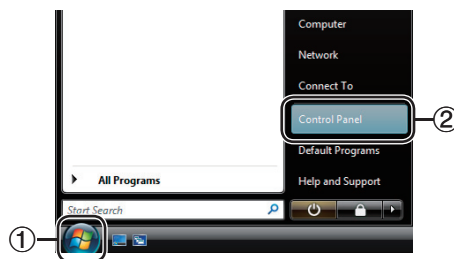 Computer
Network
Connect To
Control Panel
②
Default Programs
All Programs
Help and Support
Start Search
①